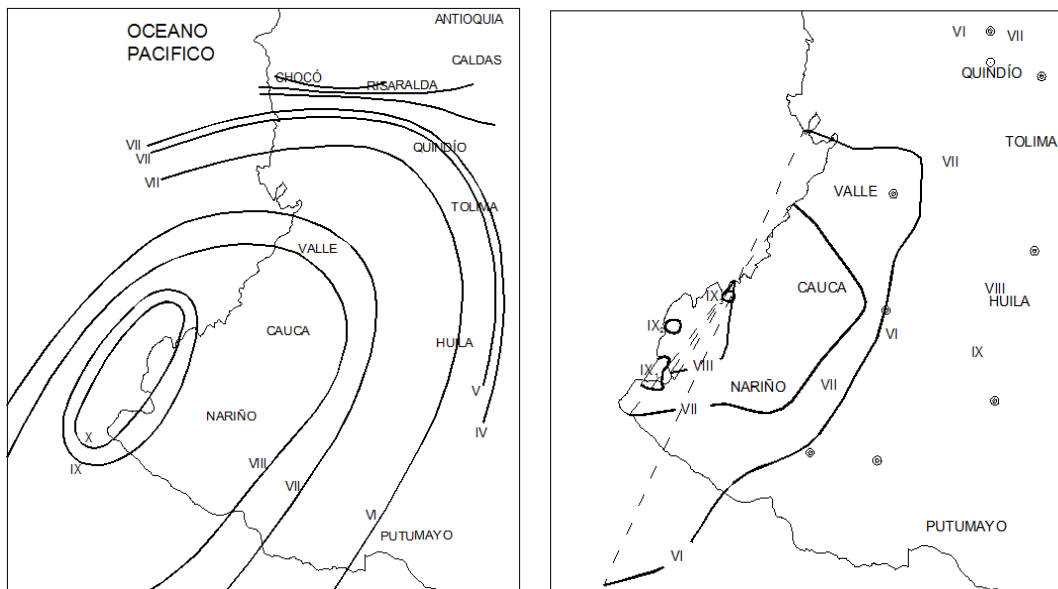 OCEANO
PACIFICO
ANTIOQUIA
CALDAS
CHOCÓ
RISARALDA
VII
VII
QUINDÍO
VII
TOLIMA
VALLE
CAUCA
HUILA
V
NARIÑO
IV
X
IX
VIII
VII
VI
PUTUMAYO
VI
VII
QUINDÍO
TOLIMA
VII
VALLE
CAUCA
VIII
HUILA
IX
IX
VI
IX
IX
VIII
NARIÑO
VII
VII
VI
PUTUMAYO